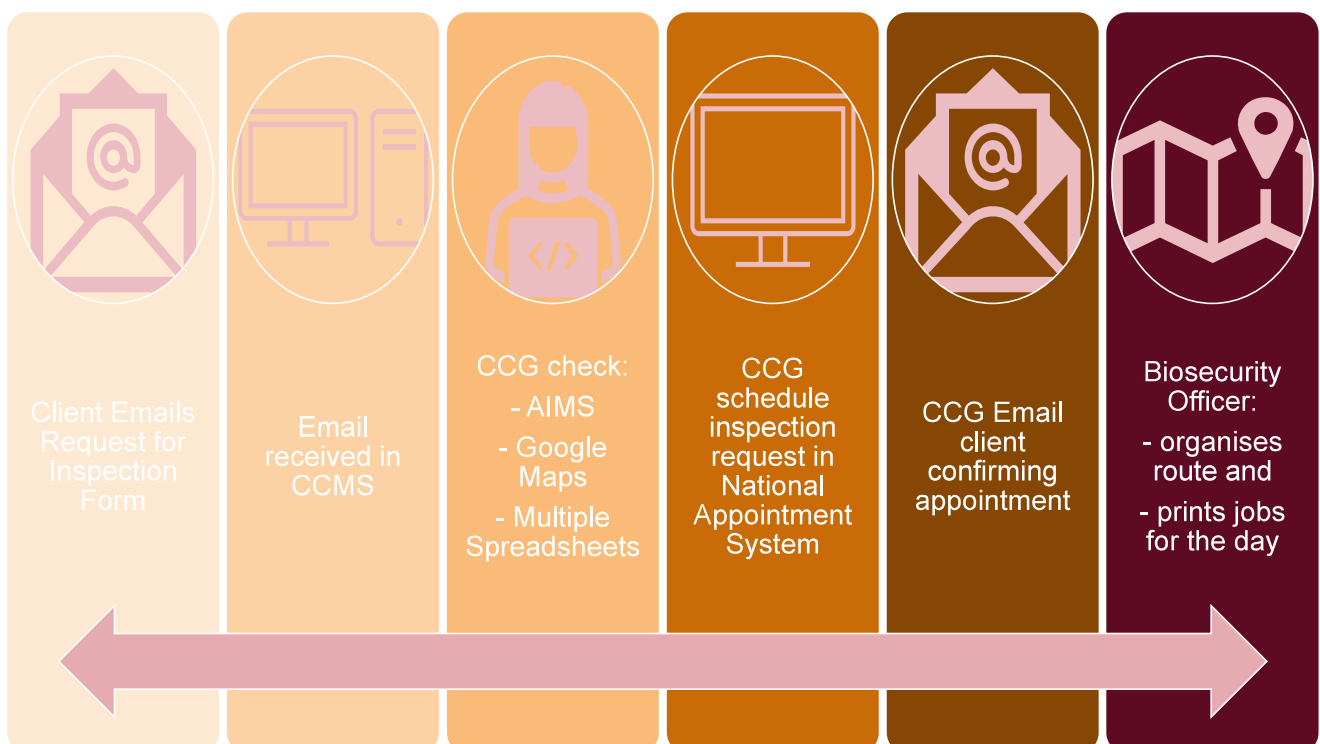 Client Emails
Request for
Inspection
Form
Email
received in
CCMS
CCG check:
- AIMS
- Google
Maps
- Multiple
Spreadsheets
CCG
schedule
inspection
request in
National
Appointment
System
CCG Email
client
confirming
appointment
Biosecurity
Officer:
- organises
route and
- prints jobs
for the day